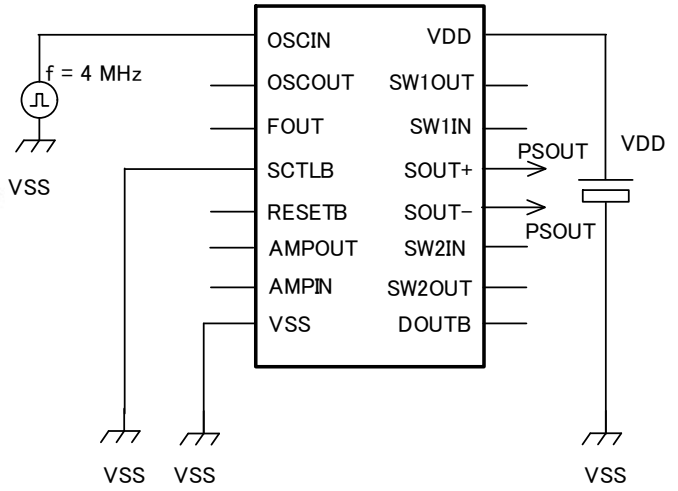 OSCIN
VDD
f = 4 MHz
OSCOUT
SW1OUT
FOUT
SW1IN
PSOUT
VDD
SCTLB
SOUT+
VSS
RESETB
SOUT−
PSOUT
AMPOUT
SW2IN
AMPIN
SW2OUT
VSS
DOUTB
VSS
VSS
VSS